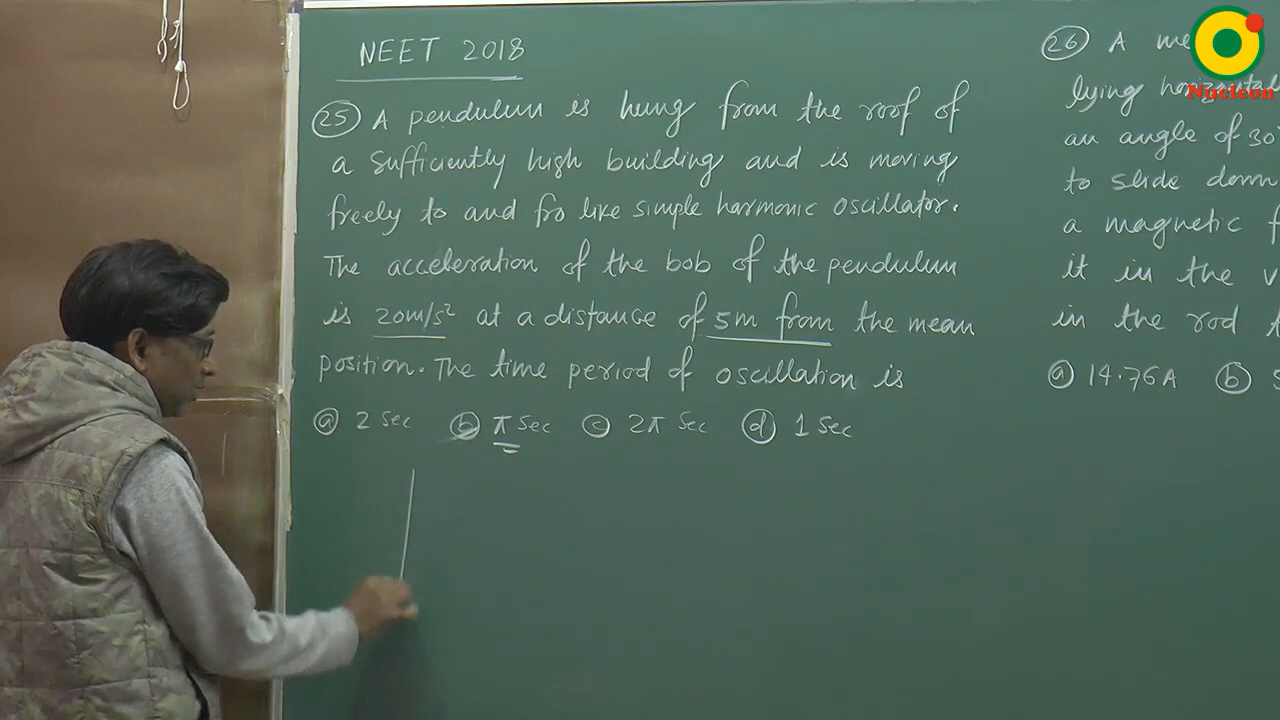 NEET 2018
25 A pendulum is hung from the roof of
a sufficiently high building and is moving
freely to and fro like simple harmonic oscillator.
The acceleration of the bob of the pendulum
is 20m/s² at a distance of 5m from the mean
position. The time period of oscillation is
a 2 sec b π sec c 2π sec d 1 sec
26 A me
lying horizontal
an angle of 30
to slide down
a magnetic f
it in the v
in the rod
a 14.76A b
Nucleon